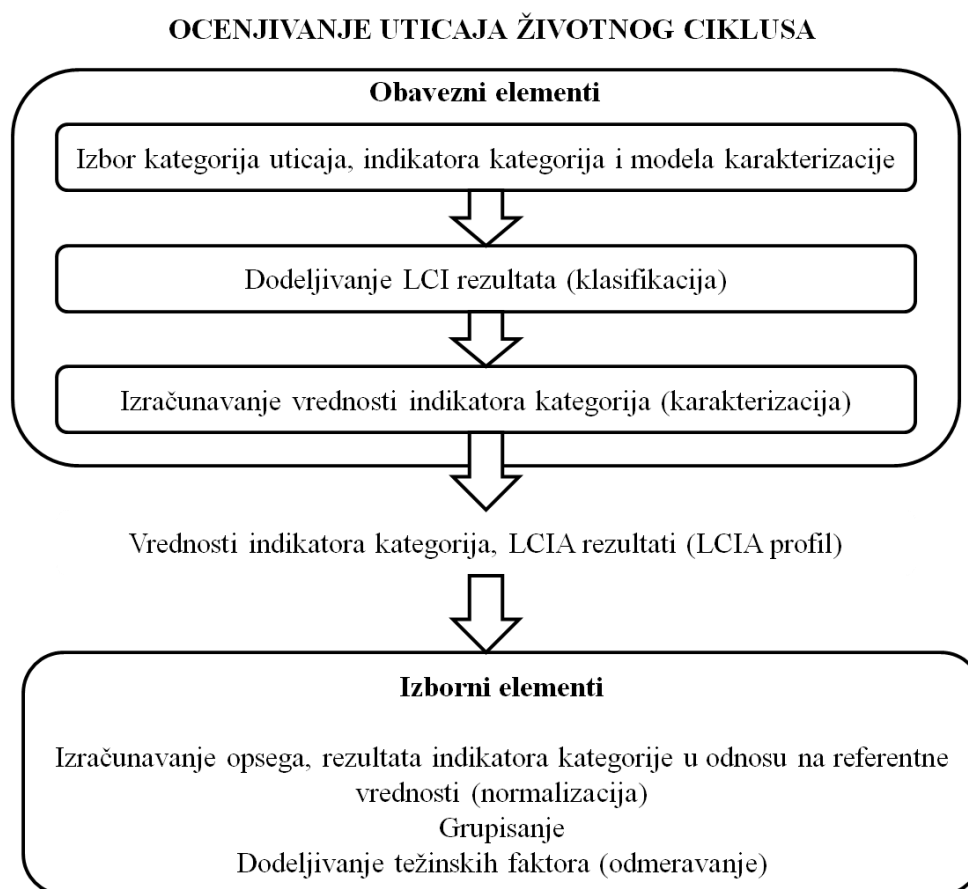 OCENJIVANJE UTICAJA ŽIVOTNOG CIKLUSA
Obavezni elementi
Izbor kategorija uticaja, indikatora kategorija i modela karakterizacije
Dodeljivanje LCI rezultata (klasifikacija)
Izračunavanje vrednosti indikatora kategorija (karakterizacija)
Vrednosti indikatora kategorija, LCIA rezultati (LCIA profil)
Izborni elementi
Izračunavanje opsega, rezultata indikatora kategorije u odnosu na referentne
vrednosti (normalizacija)
Grupisanje
Dodeljivanje težinskih faktora (odmeravanje)